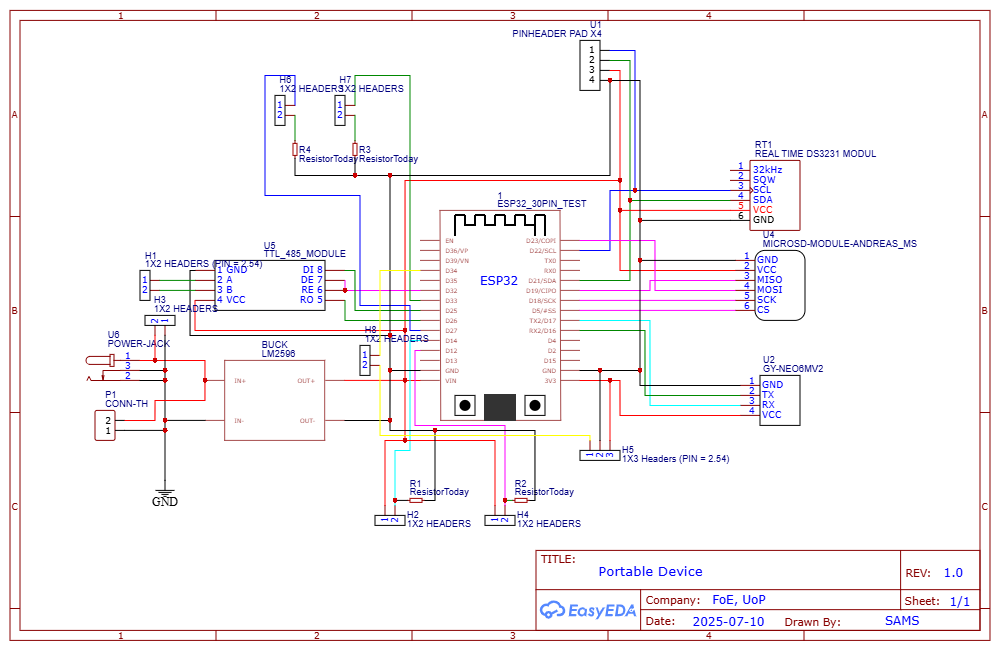 1 2 3 4
A A
B B
C C
U1
PINHEADER PAD X4
1
2
3
4
H6
1X2 HEADERS
1
2
H7
1X2 HEADERS
1
2
R4
ResistorToday
R3
ResistorToday
RT1
REAL TIME DS3231 MODUL
1 32kHz
2 SQW
3 SCL
4 SDA
5 VCC
6 GND
1
ESP32_30PIN_TEST
ESP32
EN
D36/VP
D39/VN
D34
D35
D32
D33
D25
D26
D27
D14
D12
D13
GND
VIN
D23/COPI
D22/SCL
TX0
RX0
D21/SDA
D19/CIPO
D18/SCK
D5/#SS
TX2/D17
RX2/D16
D4
D2
D15
GND
3V3
U4
MICROSD-MODULE-ANDREAS_MS
1 GND
2 VCC
3 MISO
4 MOSI
5 SCK
6 CS
U5
TTL_485_MODULE
1 GND
2 A
3 B
4 VCC
DI 8
DE 7
RE 6
RO 5
H1
1X2 HEADERS (PIN = 2.54)
1
2
H3
1X2 HEADERS
2 1
U6
POWER-JACK
1
3
2
P1
CONN-TH
2
1
BUCK
LM2596
IN+
IN-
OUT+
OUT-
H8
1X2 HEADERS
1
2
U2
GY-NEO6MV2
1 GND
2 TX
3 RX
4 VCC
H5
1X3 Headers (PIN = 2.54)
1 2 3
GND
R1
ResistorToday
R2
ResistorToday
H2
1X2 HEADERS
1 2
H4
1X2 HEADERS
1 2
TITLE:
Portable Device
REV: 1.0
EasyEDA
Company: FoE, UoP
Sheet: 1/1
Date: 2025-07-10 Drawn By: SAMS
1 2 3 4